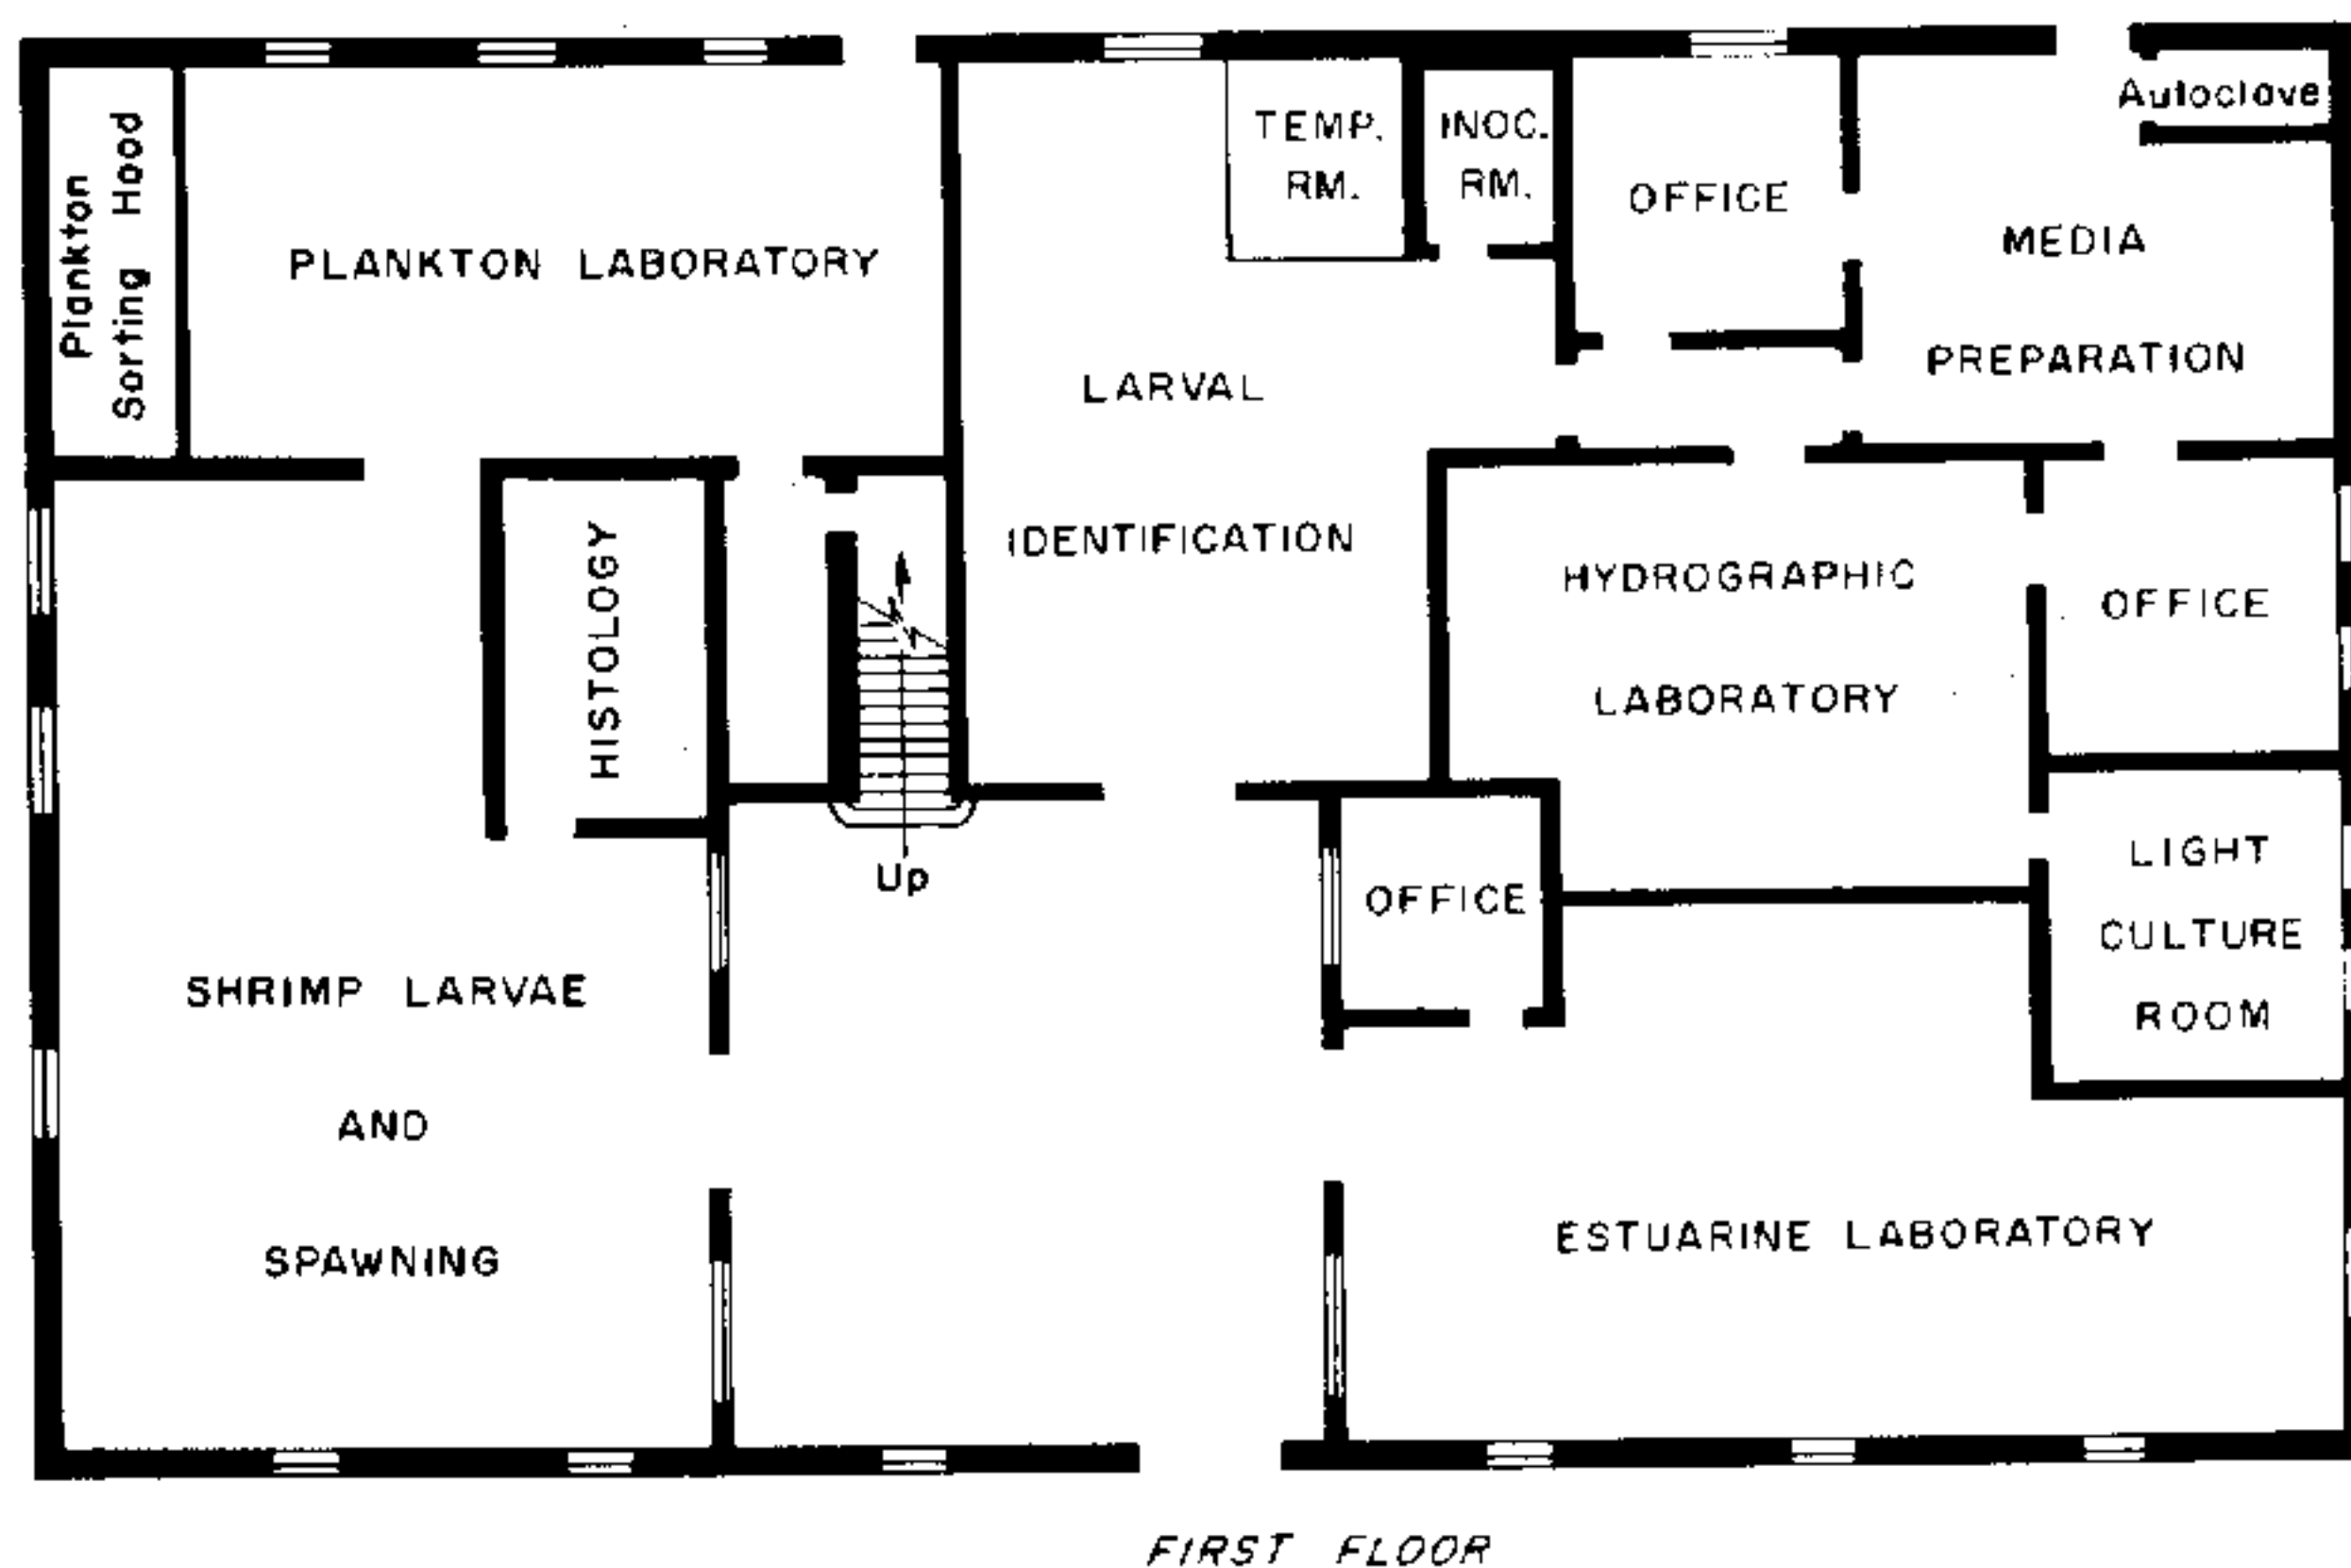 Plankton
Sorting Hood
PLANKTON LABORATORY
TEMP.
RM.
INOC.
RM.
OFFICE
Autoclave
MEDIA
PREPARATION
LARVAL
IDENTIFICATION
HISTOLOGY
HYDROGRAPHIC
LABORATORY
OFFICE
Up
OFFICE
LIGHT
CULTURE
ROOM
SHRIMP LARVAE
AND
SPAWNING
ESTUARINE LABORATORY
FIRST FLOOR